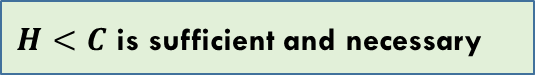 H < C is sufficient and necessary